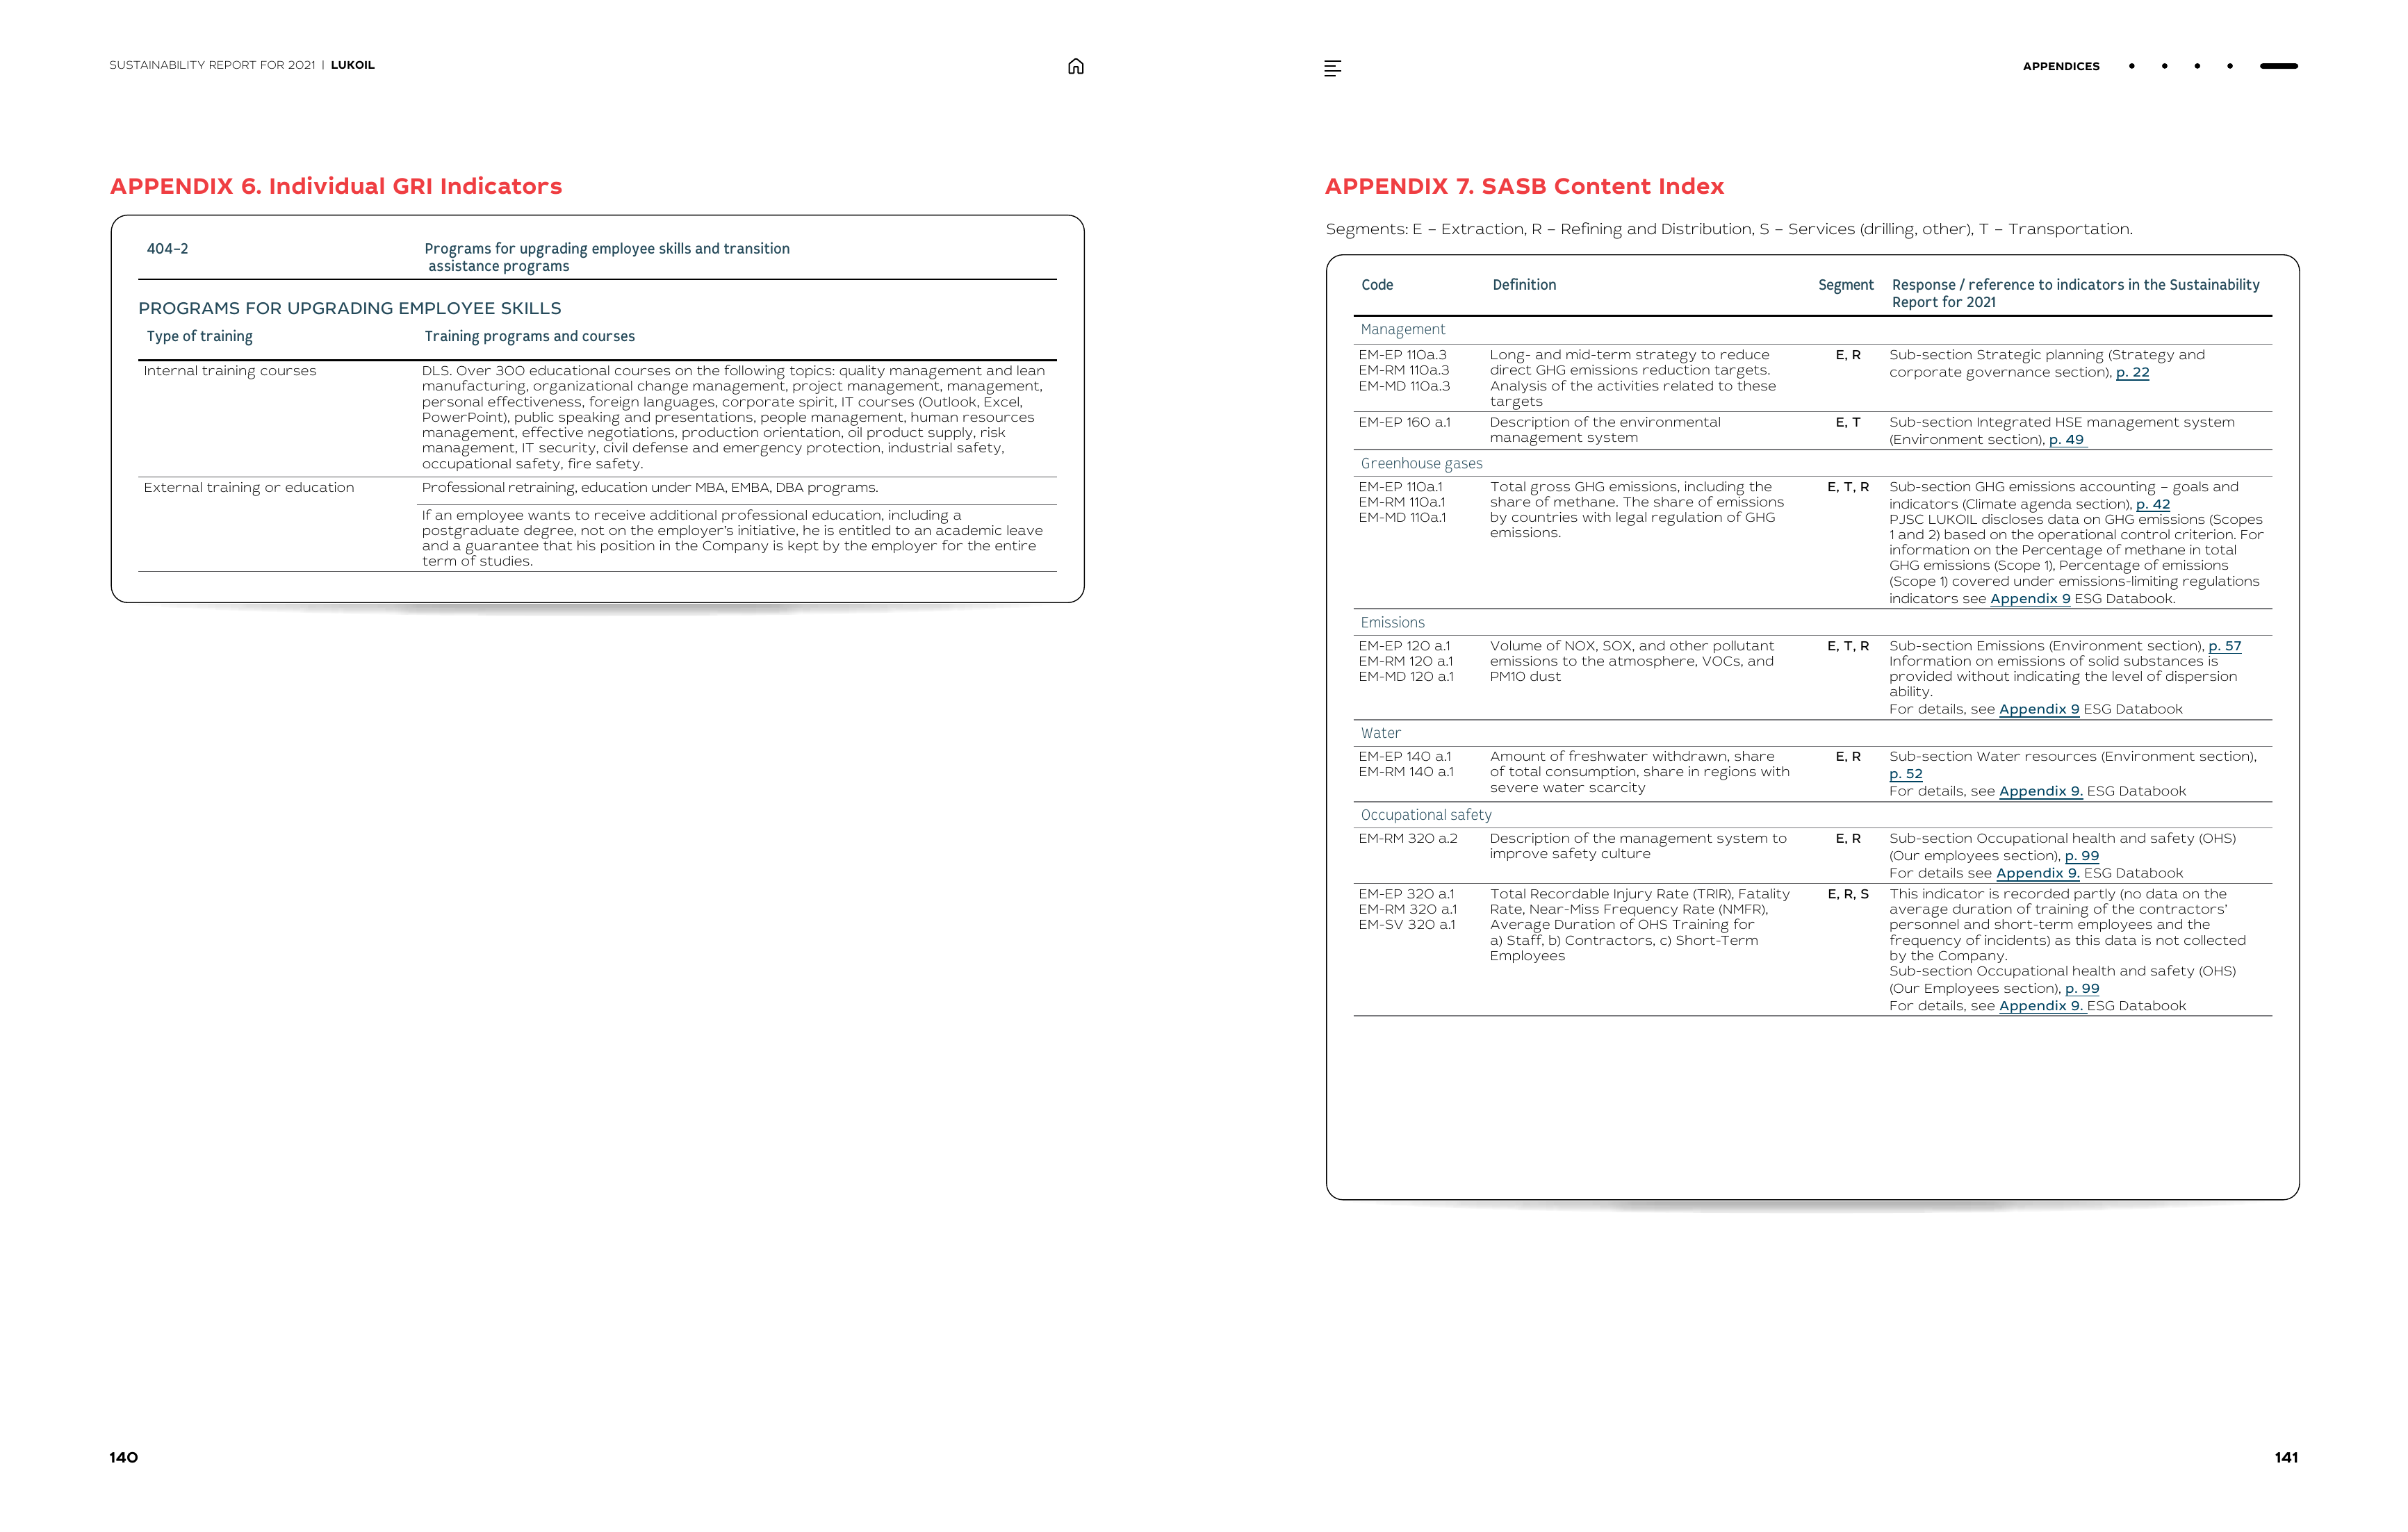 SUSTAINABILITY REPORT FOR 2021 | LUKOIL
APPENDIX 6. Individual GRI Indicators
404–2
Programs for upgrading employee skills and transition
assistance programs
PROGRAMS FOR UPGRADING EMPLOYEE SKILLS
Type of training
Training programs and courses
Internal training courses
DLS. Over 300 educational courses on the following topics: quality management and lean
manufacturing, organizational change management, project management, management,
personal effectiveness, foreign languages, corporate spirit, IT courses (Outlook, Excel,
PowerPoint), public speaking and presentations, people management, human resources
management, effective negotiations, production orientation, oil product supply, risk
management, IT security, civil defense and emergency protection, industrial safety,
occupational safety, fire safety.
External training or education
Professional retraining, education under MBA, EMBA, DBA programs.
If an employee wants to receive additional professional education, including a
postgraduate degree, not on the employer's initiative, he is entitled to an academic leave
and a guarantee that his position in the Company is kept by the employer for the entire
term of studies.
140
APPENDICES
APPENDIX 7. SASB Content Index
Segments: E – Extraction, R – Refining and Distribution, S – Services (drilling, other), T – Transportation.
Code
Definition
Segment
Response / reference to indicators in the Sustainability
Report for 2021
Management
EM-EP 110a.3
EM-RM 110a.3
EM-MD 110a.3
Long- and mid-term strategy to reduce
direct GHG emissions reduction targets.
Analysis of the activities related to these
targets
E, R
Sub-section Strategic planning (Strategy and
corporate governance section), p. 22
EM-EP 160 a.1
Description of the environmental
management system
E, T
Sub-section Integrated HSE management system
(Environment section), p. 49
Greenhouse gases
EM-EP 110a.1
EM-RM 110a.1
EM-MD 110a.1
Total gross GHG emissions, including the
share of methane. The share of emissions
by countries with legal regulation of GHG
emissions.
E, T, R
Sub-section GHG emissions accounting – goals and
indicators (Climate agenda section), p. 42
PJSC LUKOIL discloses data on GHG emissions (Scopes
1 and 2) based on the operational control criterion. For
information on the Percentage of methane in total
GHG emissions (Scope 1), Percentage of emissions
(Scope 1) covered under emissions-limiting regulations
indicators see Appendix 9 ESG Databook.
Emissions
EM-EP 120 a.1
EM-RM 120 a.1
EM-MD 120 a.1
Volume of NOX, SOX, and other pollutant
emissions to the atmosphere, VOCs, and
PM10 dust
E, T, R
Sub-section Emissions (Environment section), p. 57
Information on emissions of solid substances is
provided without indicating the level of dispersion
ability.
For details, see Appendix 9 ESG Databook
Water
EM-EP 140 a.1
EM-RM 140 a.1
Amount of freshwater withdrawn, share
of total consumption, share in regions with
severe water scarcity
E, R
Sub-section Water resources (Environment section),
p. 52
For details, see Appendix 9. ESG Databook
Occupational safety
EM-RM 320 a.2
Description of the management system to
improve safety culture
E, R
Sub-section Occupational health and safety (OHS)
(Our employees section), p. 99
For details see Appendix 9. ESG Databook
EM-EP 320 a.1
EM-RM 320 a.1
EM-SV 320 a.1
Total Recordable Injury Rate (TRIR), Fatality
Rate, Near-Miss Frequency Rate (NMFR),
Average Duration of OHS Training for
a) Staff, b) Contractors, c) Short-Term
Employees
E, R, S
This indicator is recorded partly (no data on the
average duration of training of the contractors'
personnel and short-term employees and the
frequency of incidents) as this data is not collected
by the Company.
Sub-section Occupational health and safety (OHS)
(Our Employees section), p. 99
For details, see Appendix 9. ESG Databook
141